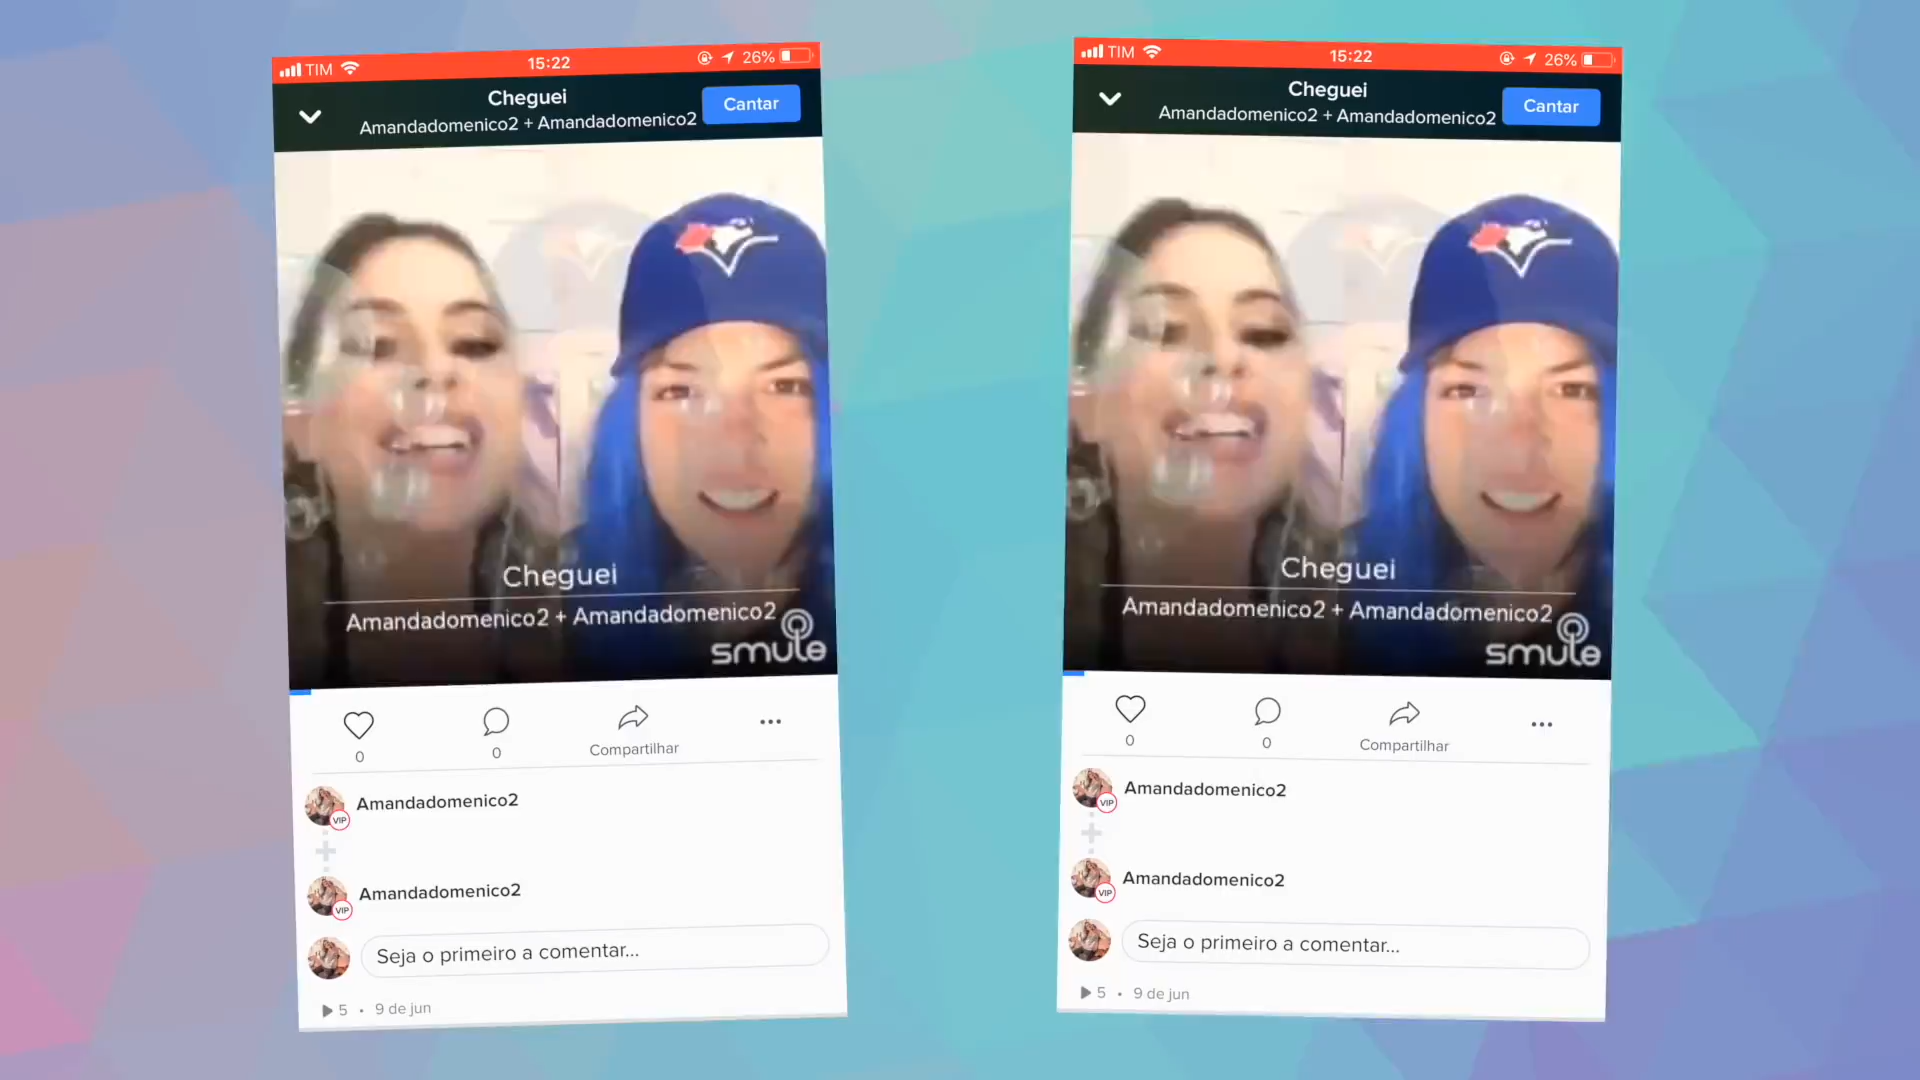 TIM 15:22 26%
Cheguei
Amandadomenico2 + Amandadomenico2
Cantar
Cheguei
Amandadomenico2 + Amandadomenico2
smule
0
0
Compartilhar
Amandadomenico2
VIP
Amandadomenico2
VIP
Seja o primeiro a comentar...
5 • 9 de jun
TIM 15:22 26%
Cheguei
Amandadomenico2 + Amandadomenico2
Cantar
Cheguei
Amandadomenico2 + Amandadomenico2
smule
0
0
Compartilhar
Amandadomenico2
VIP
Amandadomenico2
VIP
Seja o primeiro a comentar...
5 • 9 de jun